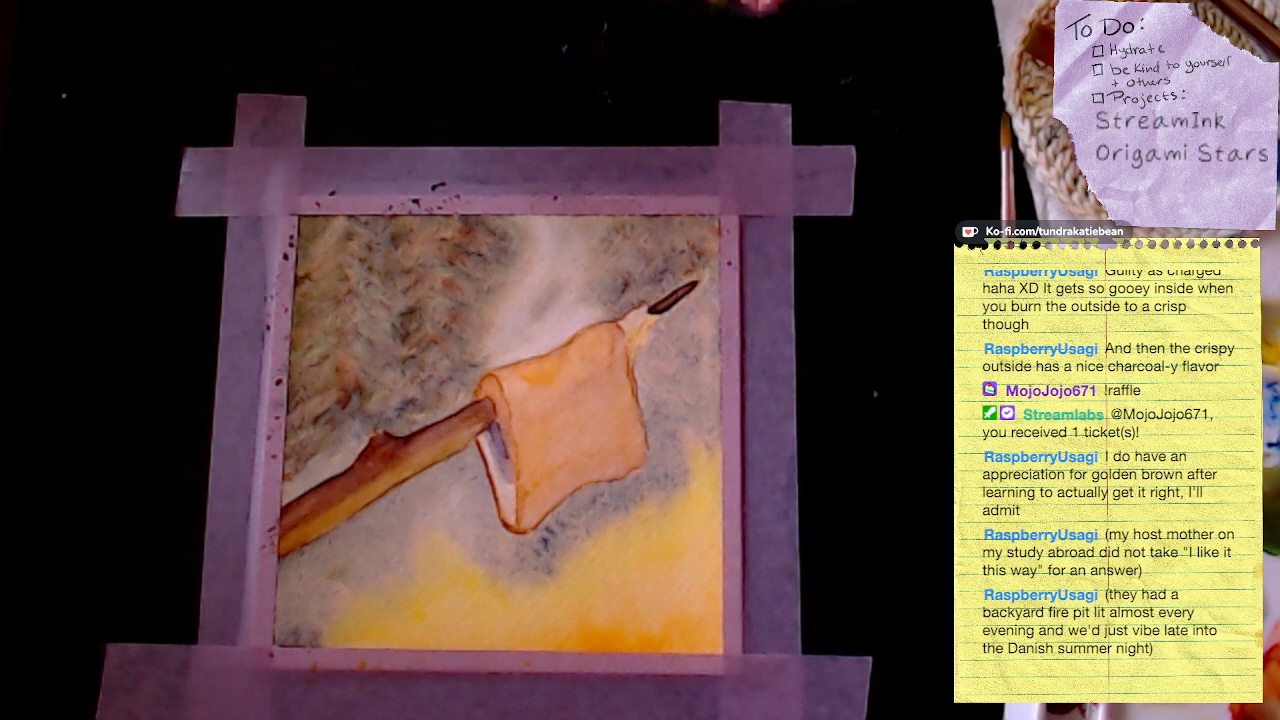 To Do:
Hydrate
be Kind to yourself
+ others
Projects:
StreamInk
Origami Stars
Ko-fi.com/tundrakatiebean
RaspberryUsagi Guilty as charged
haha XD It gets so gooey inside when
you burn the outside to a crisp
though
RaspberryUsagi And then the crispy
outside has a nice charcoal-y flavor
MojoJojo671 !raffle
Streamlabs @MojoJojo671,
you received 1 ticket(s)!
RaspberryUsagi I do have an
appreciation for golden brown after
learning to actually get it right, I'll
admit
RaspberryUsagi (my host mother on
my study abroad did not take "I like it
this way" for an answer)
RaspberryUsagi (they had a
backyard fire pit lit almost every
evening and we'd just vibe late into
the Danish summer night)